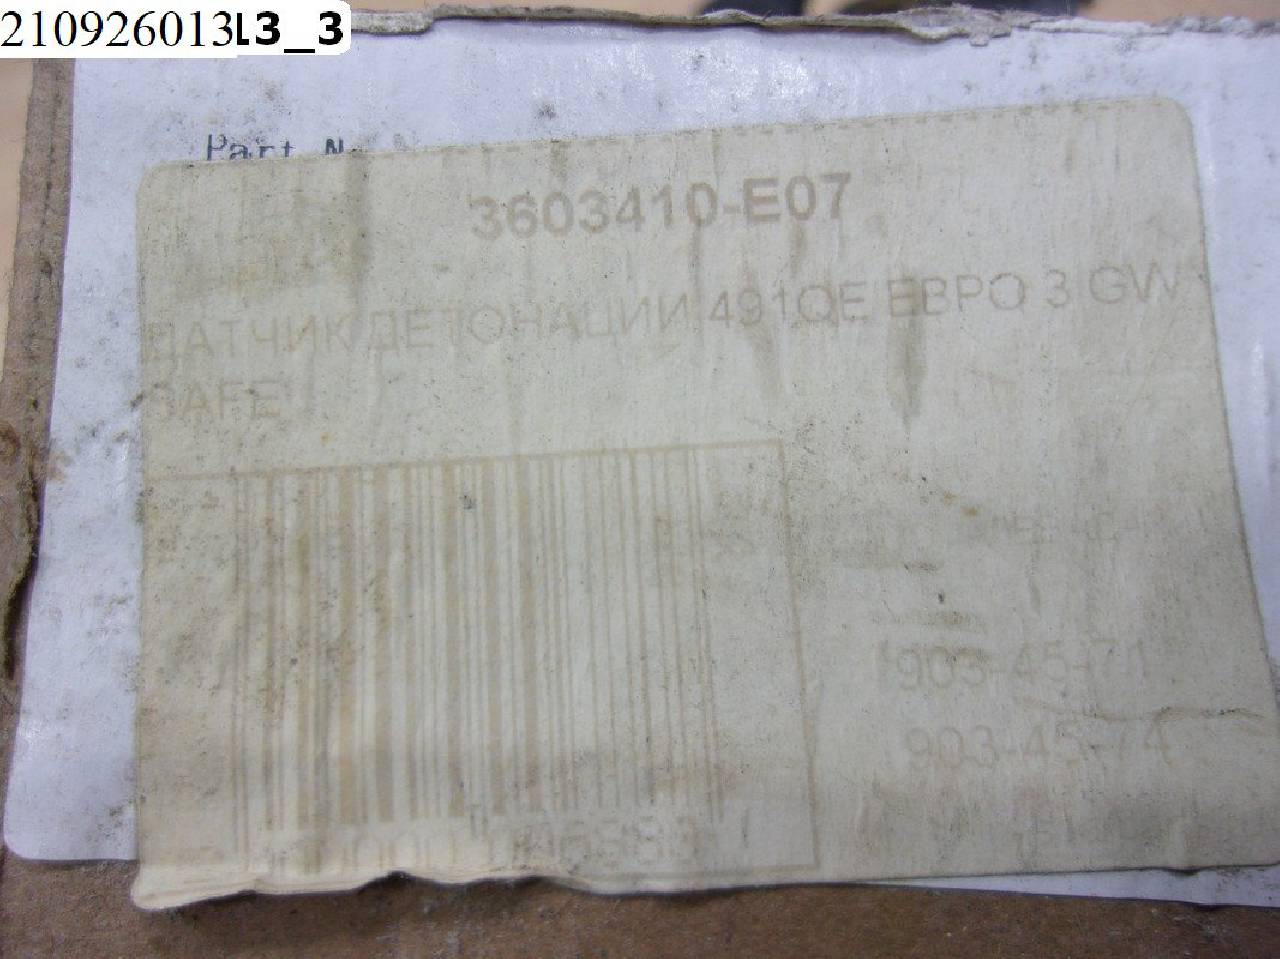 210926013L3_3
Part
3603410-E07
ДАТЧИК ДЕТОНАЦИИ 491QE ЕВРО 3 GW
SAFE
903-45-71
903-45-74